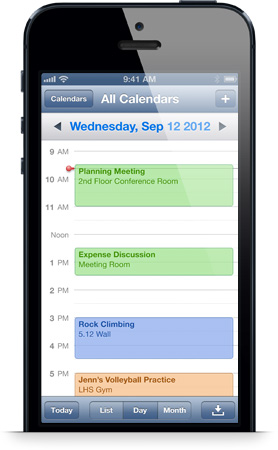 9:41 AM
Calendars
All Calendars
+
Wednesday, Sep 12 2012
9 AM
Planning Meeting
10 AM
2nd Floor Conference Room
11 AM
Noon
Expense Discussion
1 PM
Meeting Room
2 PM
3 PM
Rock Climbing
5.12 Wall
4 PM
5 PM
Jenn's Volleyball Practice
LHS Gym
Today
List
Day
Month